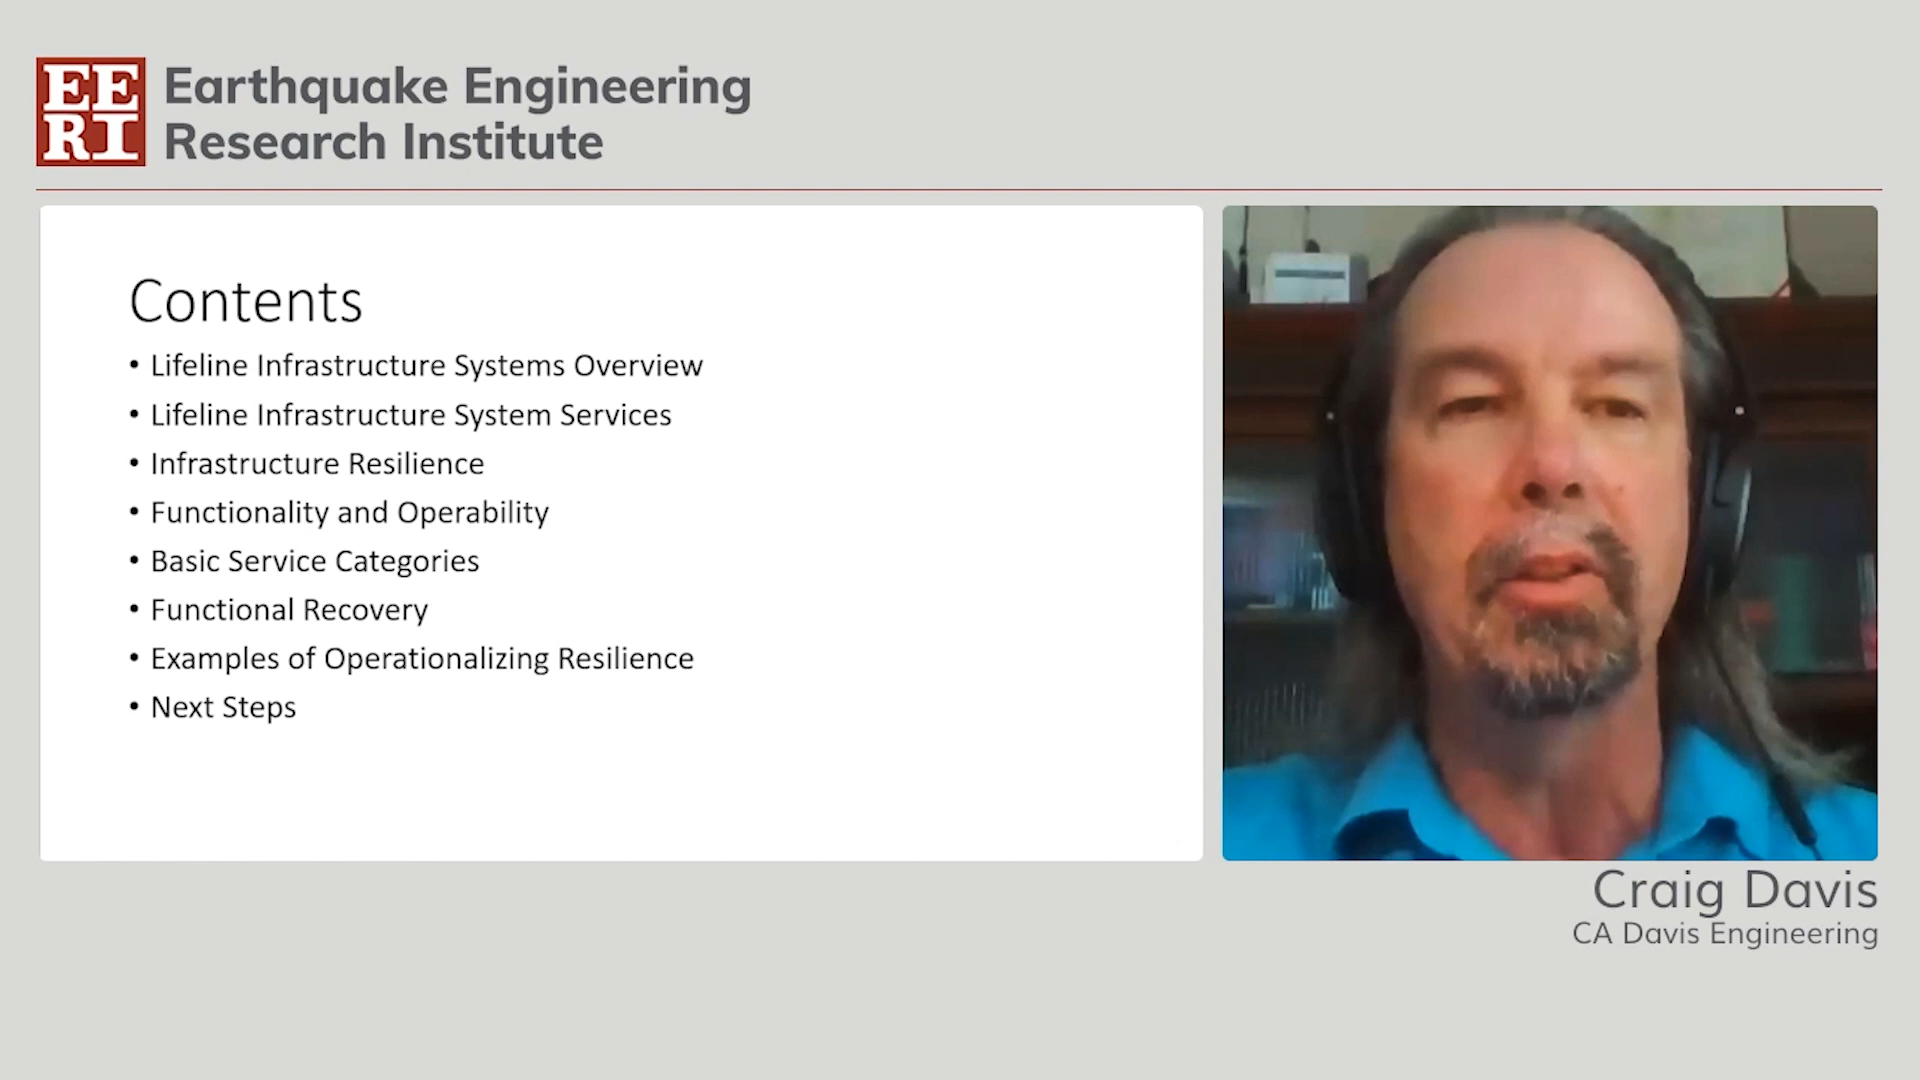 EE
RI
Earthquake Engineering
Research Institute
Contents
• Lifeline Infrastructure Systems Overview
• Lifeline Infrastructure System Services
• Infrastructure Resilience
• Functionality and Operability
• Basic Service Categories
• Functional Recovery
• Examples of Operationalizing Resilience
• Next Steps
Craig Davis
CA Davis Engineering